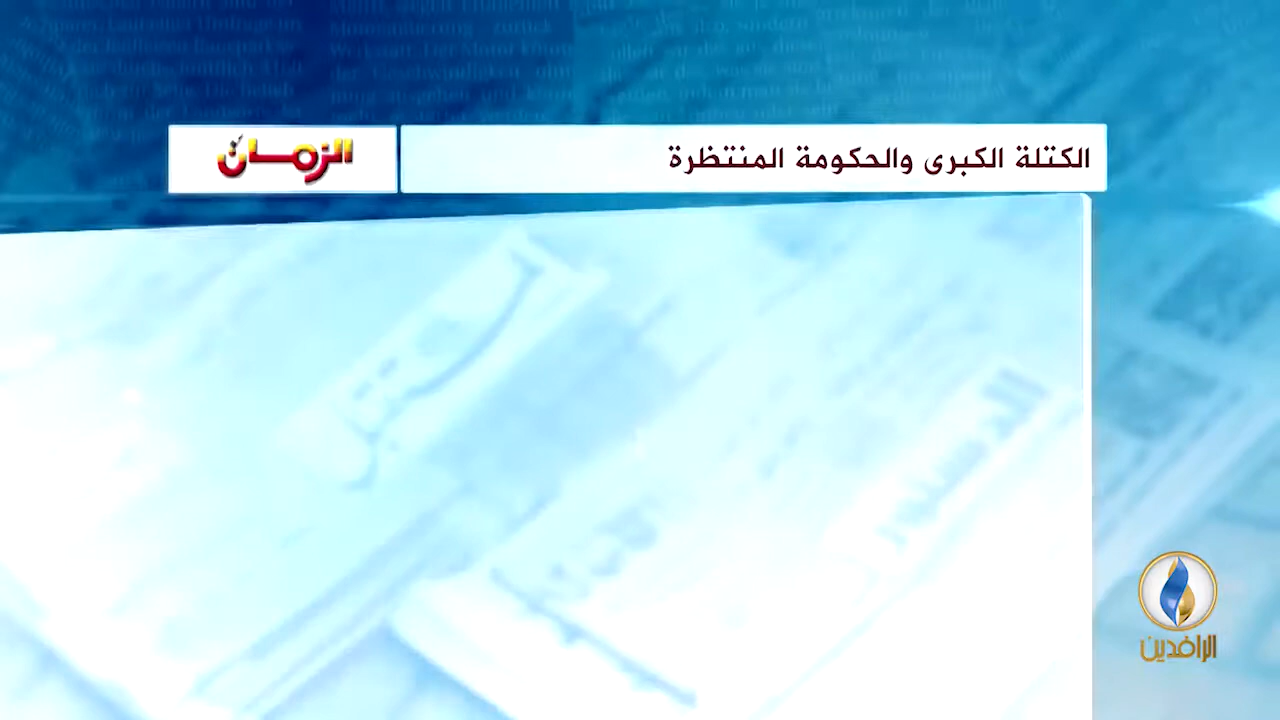 الكتلة الكبرى والحكومة المنتظرة
الزمان
الرافدين